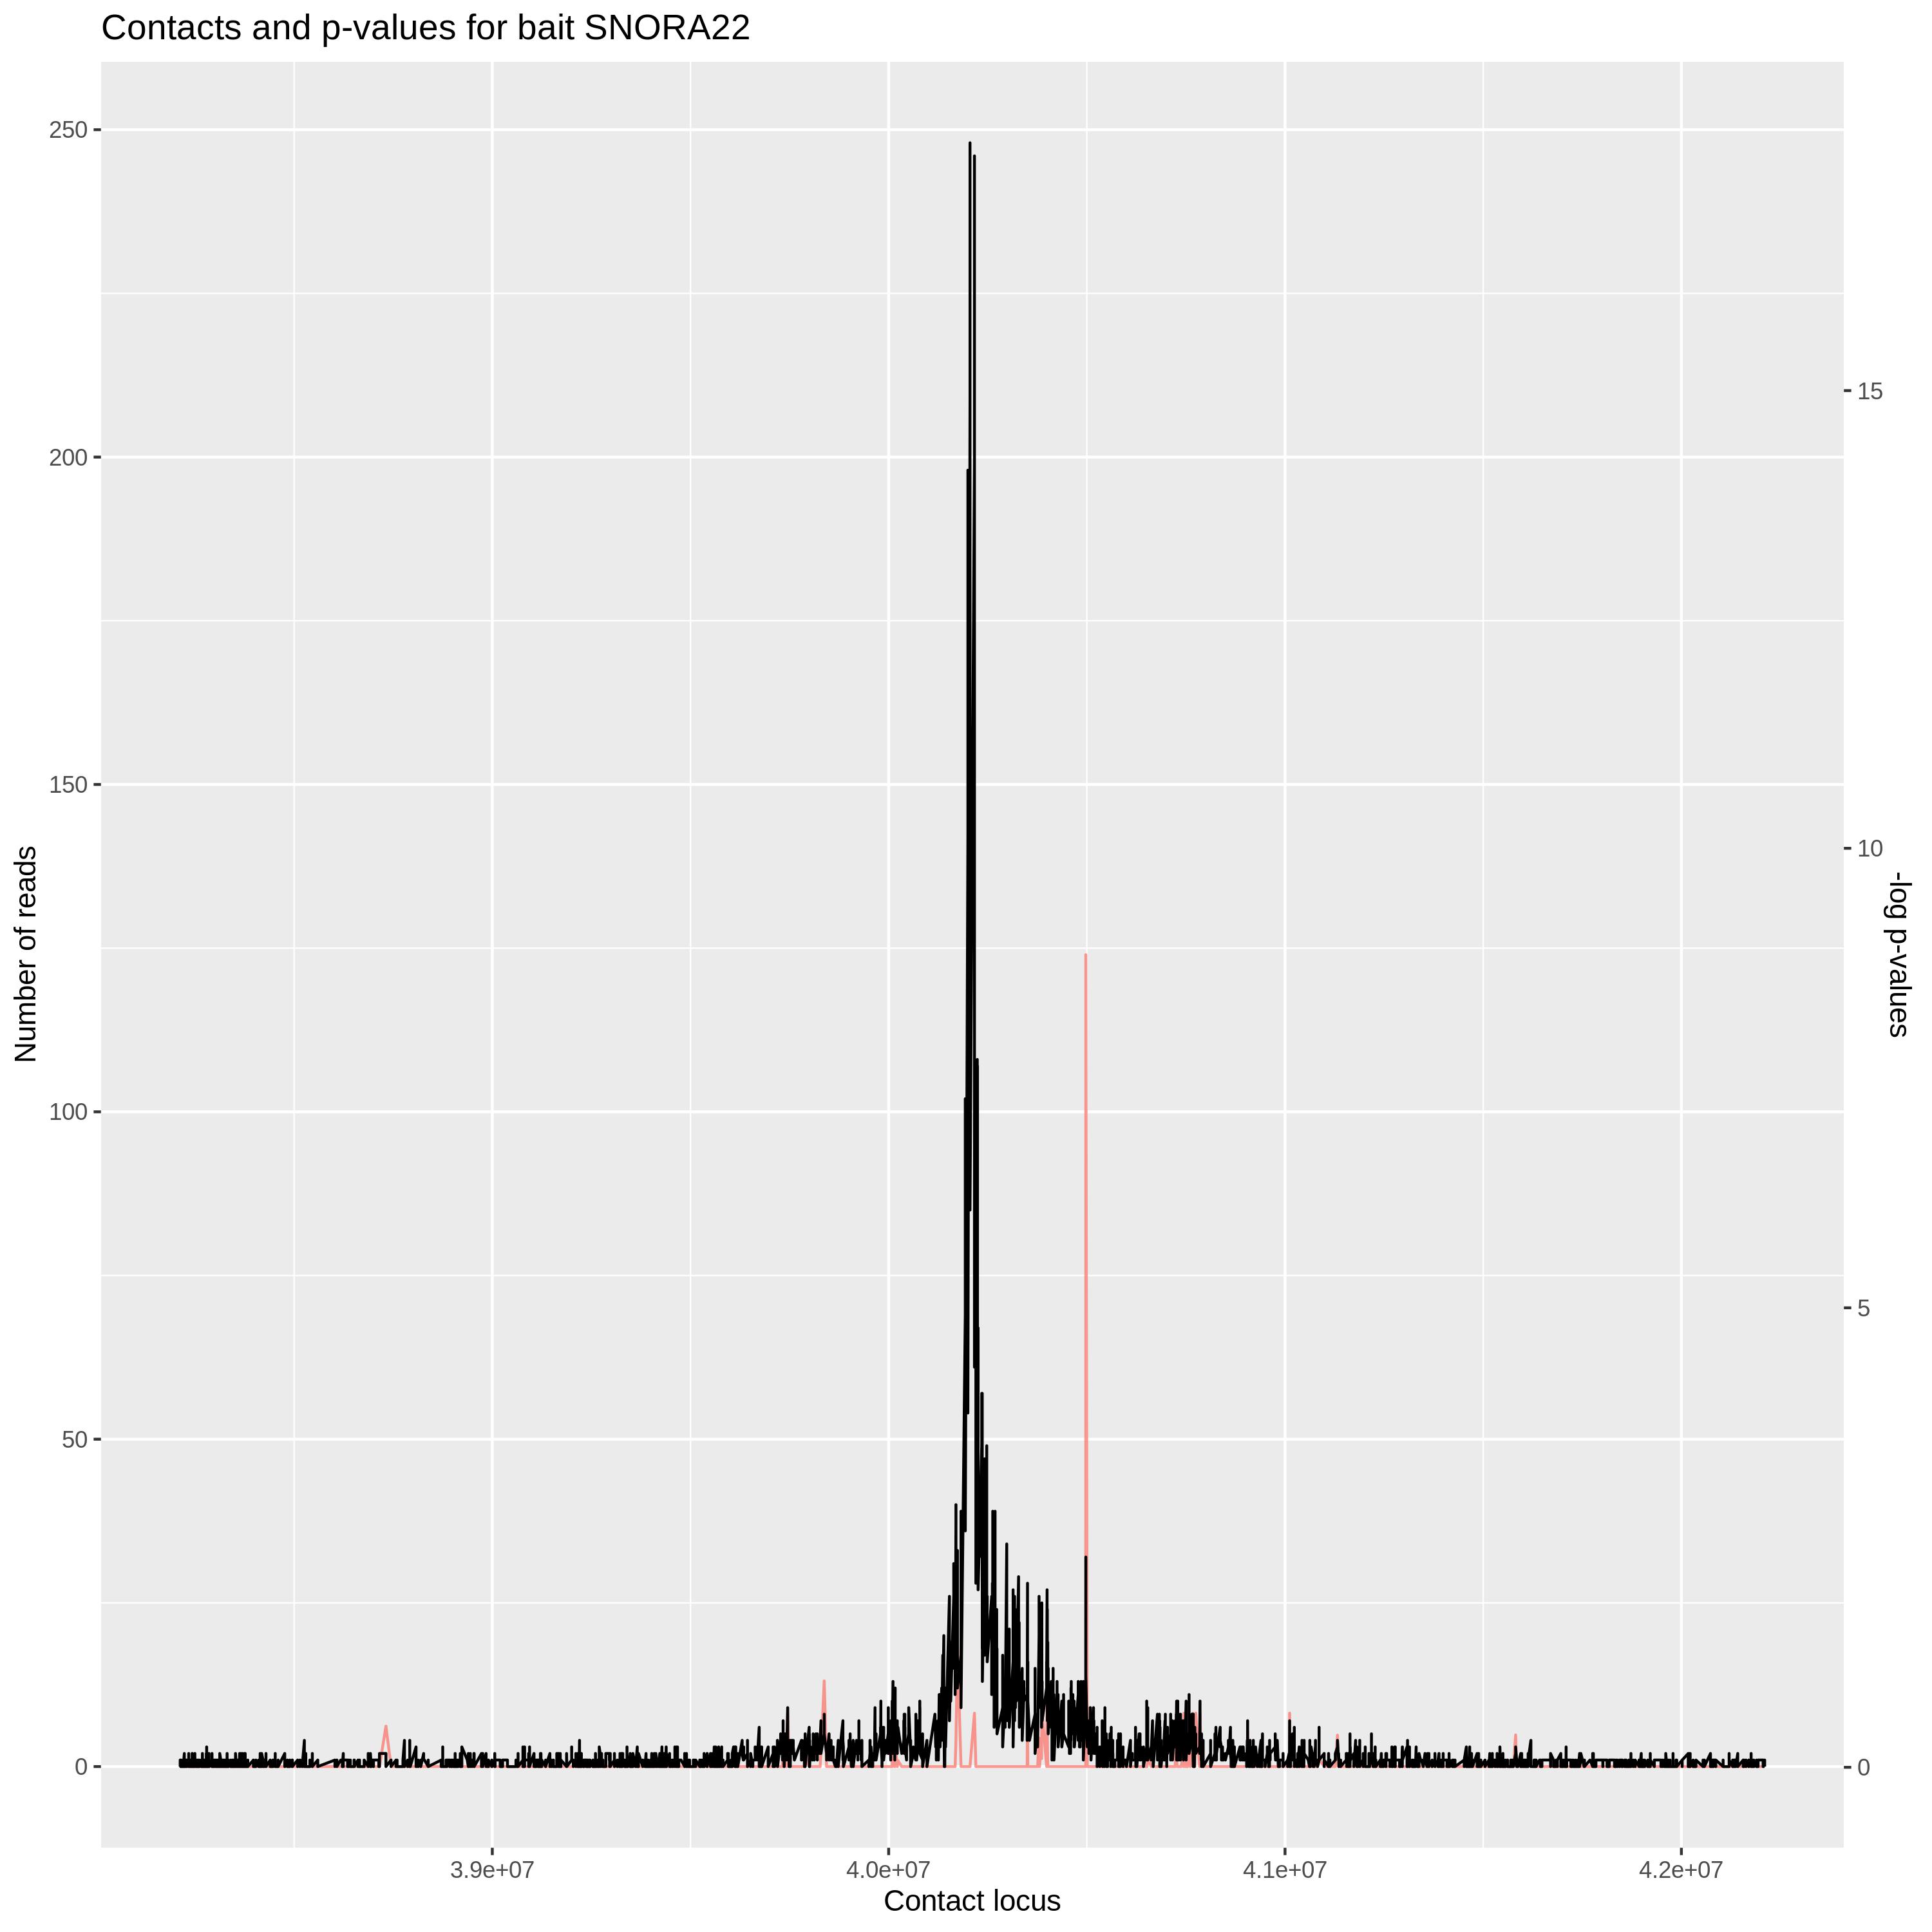 Contacts and p-values for bait SNORA22
250
200
150
100
50
0
Number of reads
15
10
5
0
-log p-values
3.9e+07
4.0e+07
4.1e+07
4.2e+07
Contact locus